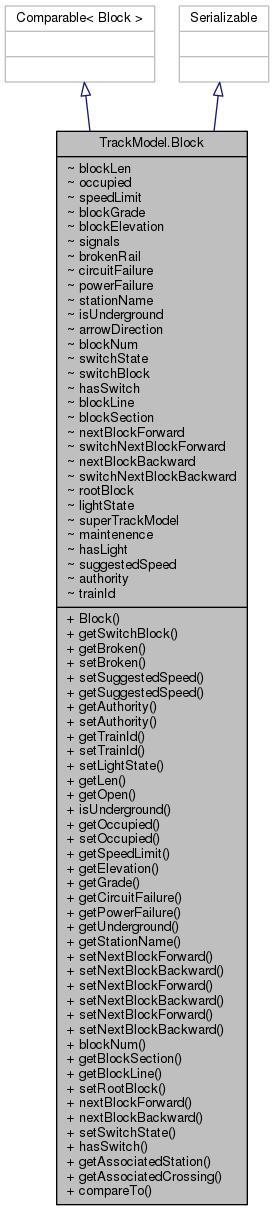 Comparable< Block >
Serializable
TrackModel.Block
~ blockLen
~ occupied
~ speedLimit
~ blockGrade
~ blockElevation
~ signals
~ brokenRail
~ circuitFailure
~ powerFailure
~ stationName
~ isUnderground
~ arrowDirection
~ blockNum
~ switchState
~ switchBlock
~ hasSwitch
~ blockLine
~ blockSection
~ nextBlockForward
~ switchNextBlockForward
~ nextBlockBackward
~ switchNextBlockBackward
~ rootBlock
~ lightState
~ superTrackModel
~ maintenence
~ hasLight
~ suggestedSpeed
~ authority
~ trainId
+ Block()
+ getSwitchBlock()
+ getBroken()
+ setBroken()
+ setSuggestedSpeed()
+ getSuggestedSpeed()
+ getAuthority()
+ setAuthority()
+ getTrainId()
+ setTrainId()
+ setLightState()
+ getLen()
+ getOpen()
+ isUnderground()
+ getOccupied()
+ setOccupied()
+ getSpeedLimit()
+ getElevation()
+ getGrade()
+ getCircuitFailure()
+ getPowerFailure()
+ getUnderground()
+ getStationName()
+ setNextBlockForward()
+ setNextBlockBackward()
+ setNextBlockForward()
+ setNextBlockBackward()
+ setNextBlockForward()
+ setNextBlockBackward()
+ blockNum()
+ getBlockSection()
+ getBlockLine()
+ setRootBlock()
+ nextBlockForward()
+ nextBlockBackward()
+ setSwitchState()
+ hasSwitch()
+ getAssociatedStation()
+ getAssociatedCrossing()
+ compareTo()